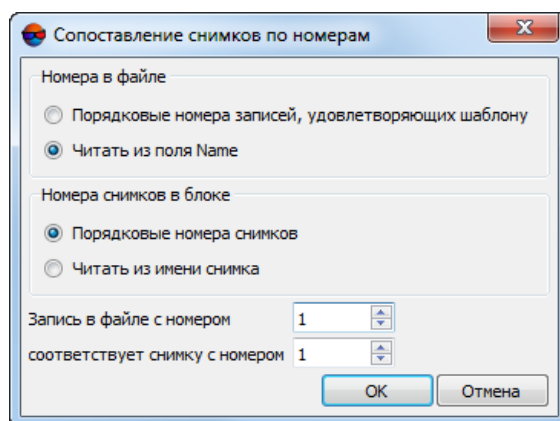 Сопоставление снимков по номерам
Номера в файле
Порядковые номера записей, удовлетворяющих шаблону
Читать из поля Name
Номера снимков в блоке
Порядковые номера снимков
Читать из имени снимка
Запись в файле с номером 1
соответствует снимку с номером 1
OK Отмена